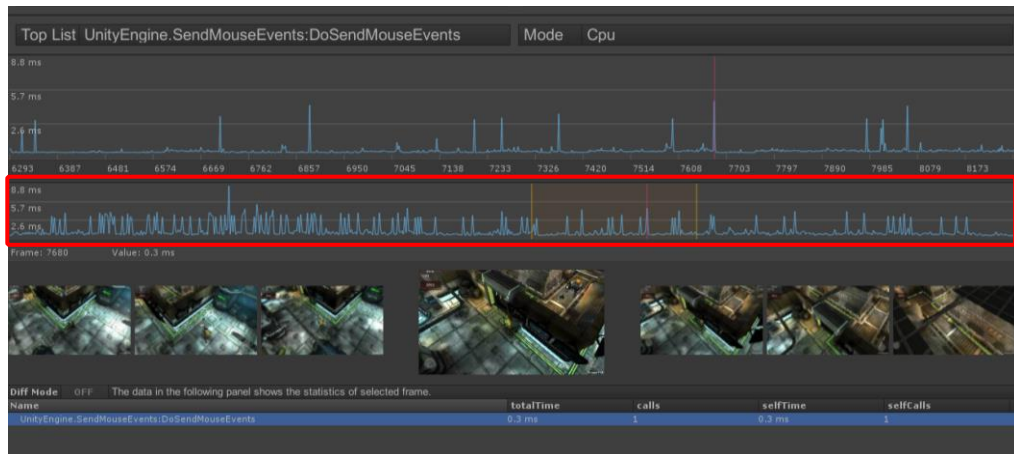 Top List UnityEngine.SendMouseEvents:DoSendMouseEvents Mode Cpu
8.8 ms
5.7 ms
2.6 ms
6293 6387 6481 6574 6669 6762 6857 6950 7045 7138 7233 7326 7420 7514 7608 7703 7797 7890 7985 8079 8173
8.8 ms
5.7 ms
2.6 ms
Frame: 7680 Value: 0.3 ms
Diff Mode OFF The data in the following panel shows the statistics of selected frame.
Name totalTime calls selfTime selfCalls
UnityEngine.SendMouseEvents:DoSendMouseEvents 0.3 ms 1 0.3 ms 1